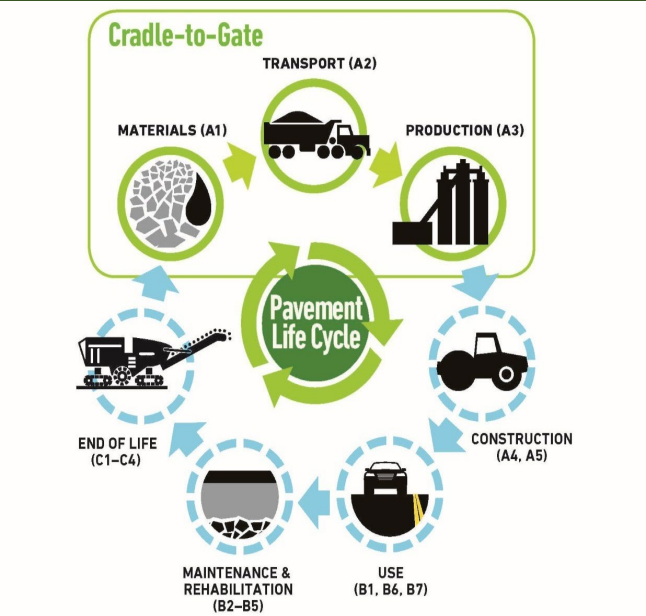 Cradle-to-Gate
TRANSPORT (A2)
MATERIALS (A1)
PRODUCTION (A3)
Pavement
Life Cycle
CONSTRUCTION
(A4, A5)
END OF LIFE
(C1–C4)
USE
(B1, B6, B7)
MAINTENANCE &
REHABILITATION
(B2–B5)